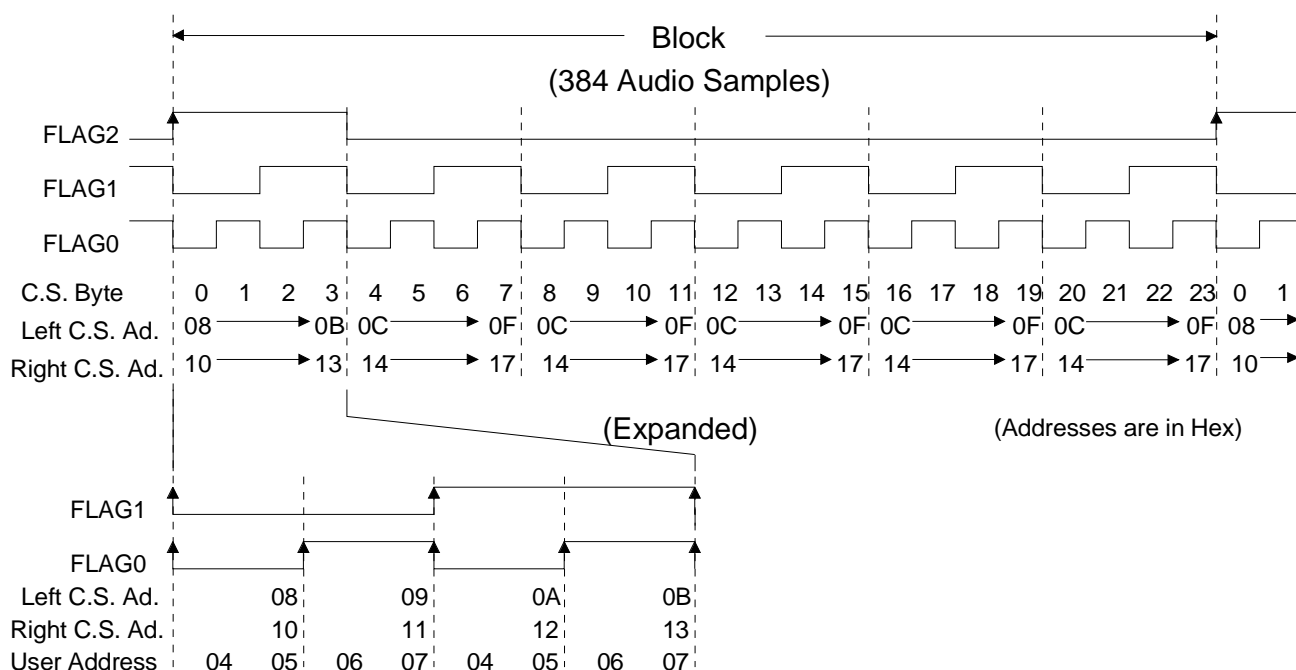 Block
(384 Audio Samples)
FLAG2
FLAG1
FLAG0
C.S. Byte 0 1 2 3 4 5 6 7 8 9 10 11 12 13 14 15 16 17 18 19 20 21 22 23 0 1
Left C.S. Ad. 08 0B 0C 0F 0C 0F 0C 0F 0C 0F 0C 0F 08
Right C.S. Ad. 10 13 14 17 14 17 14 17 14 17 14 17 10
(Expanded) (Addresses are in Hex)
FLAG1
FLAG0
Left C.S. Ad. 08 09 0A 0B
Right C.S. Ad. 10 11 12 13
User Address 04 05 06 07 04 05 06 07